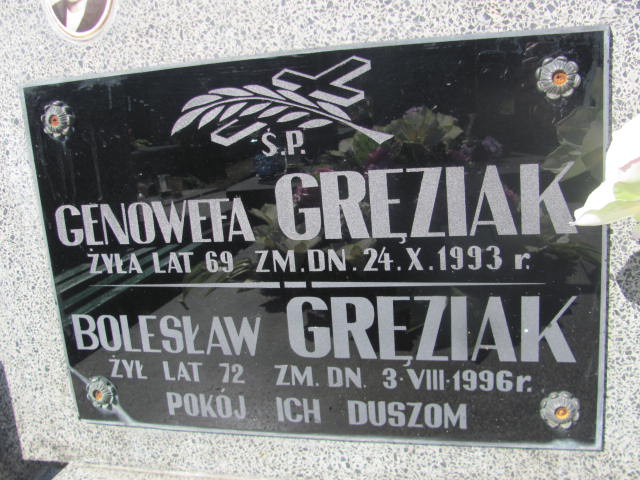 Ś.P.
GENOWEFA GRĘZIAK
ŻYŁA LAT 69 ZM. DN. 24.X.1993 r.
BOLESŁAW GRĘZIAK
ŻYŁ LAT 72 ZM. DN. 3·VIII·1996 r.
POKÓJ ICH DUSZOM